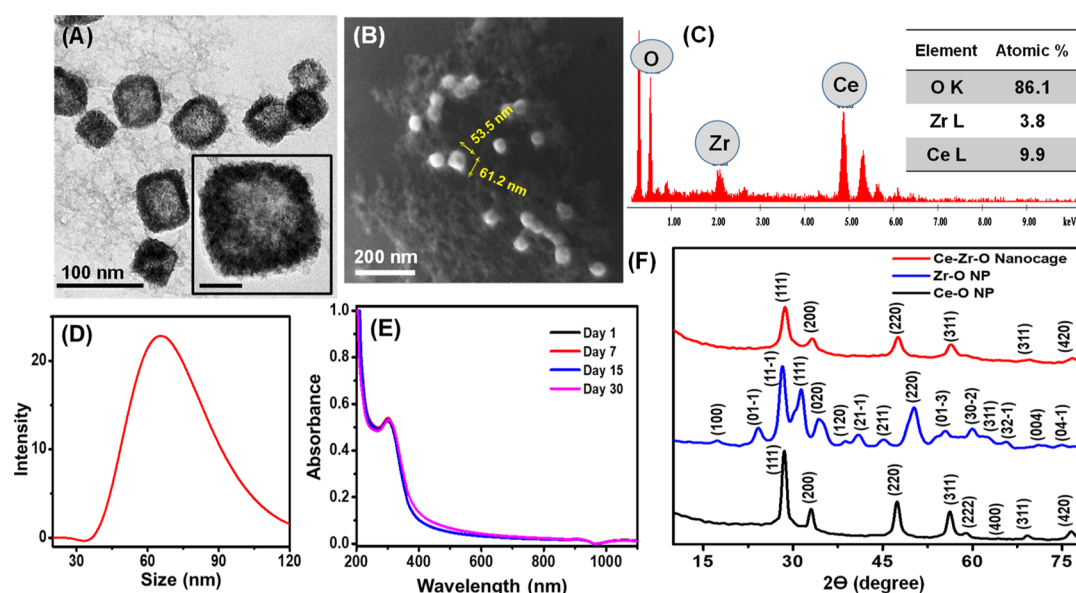 (A)
100 nm
(B)
53.5 nm
61.2 nm
200 nm
(C)
O
Zr
Ce
1.00 2.00 3.00 4.00 5.00 6.00 7.00 8.00 9.00 keV
Element Atomic %
O K 86.1
Zr L 3.8
Ce L 9.9
(D)
Intensity
20
10
0
30 60 90 120
Size (nm)
(E)
Absorbance
1.0
0.8
0.6
0.4
0.2
0.0
Day 1
Day 7
Day 15
Day 30
200 400 600 800 1000
Wavelength (nm)
(F)
Ce-Zr-O Nanocage
Zr-O NP
Ce-O NP
(111) (200) (220) (311) (311) (420)
(100) (01-1) (11-1) (111) (020) (120) (21-1) (211) (220) (01-3) (30-2) (311) (32-1) (004) (04-1)
(111) (200) (220) (311) (222) (400) (311) (420)
15 30 45 60 75
2Ɵ (degree)